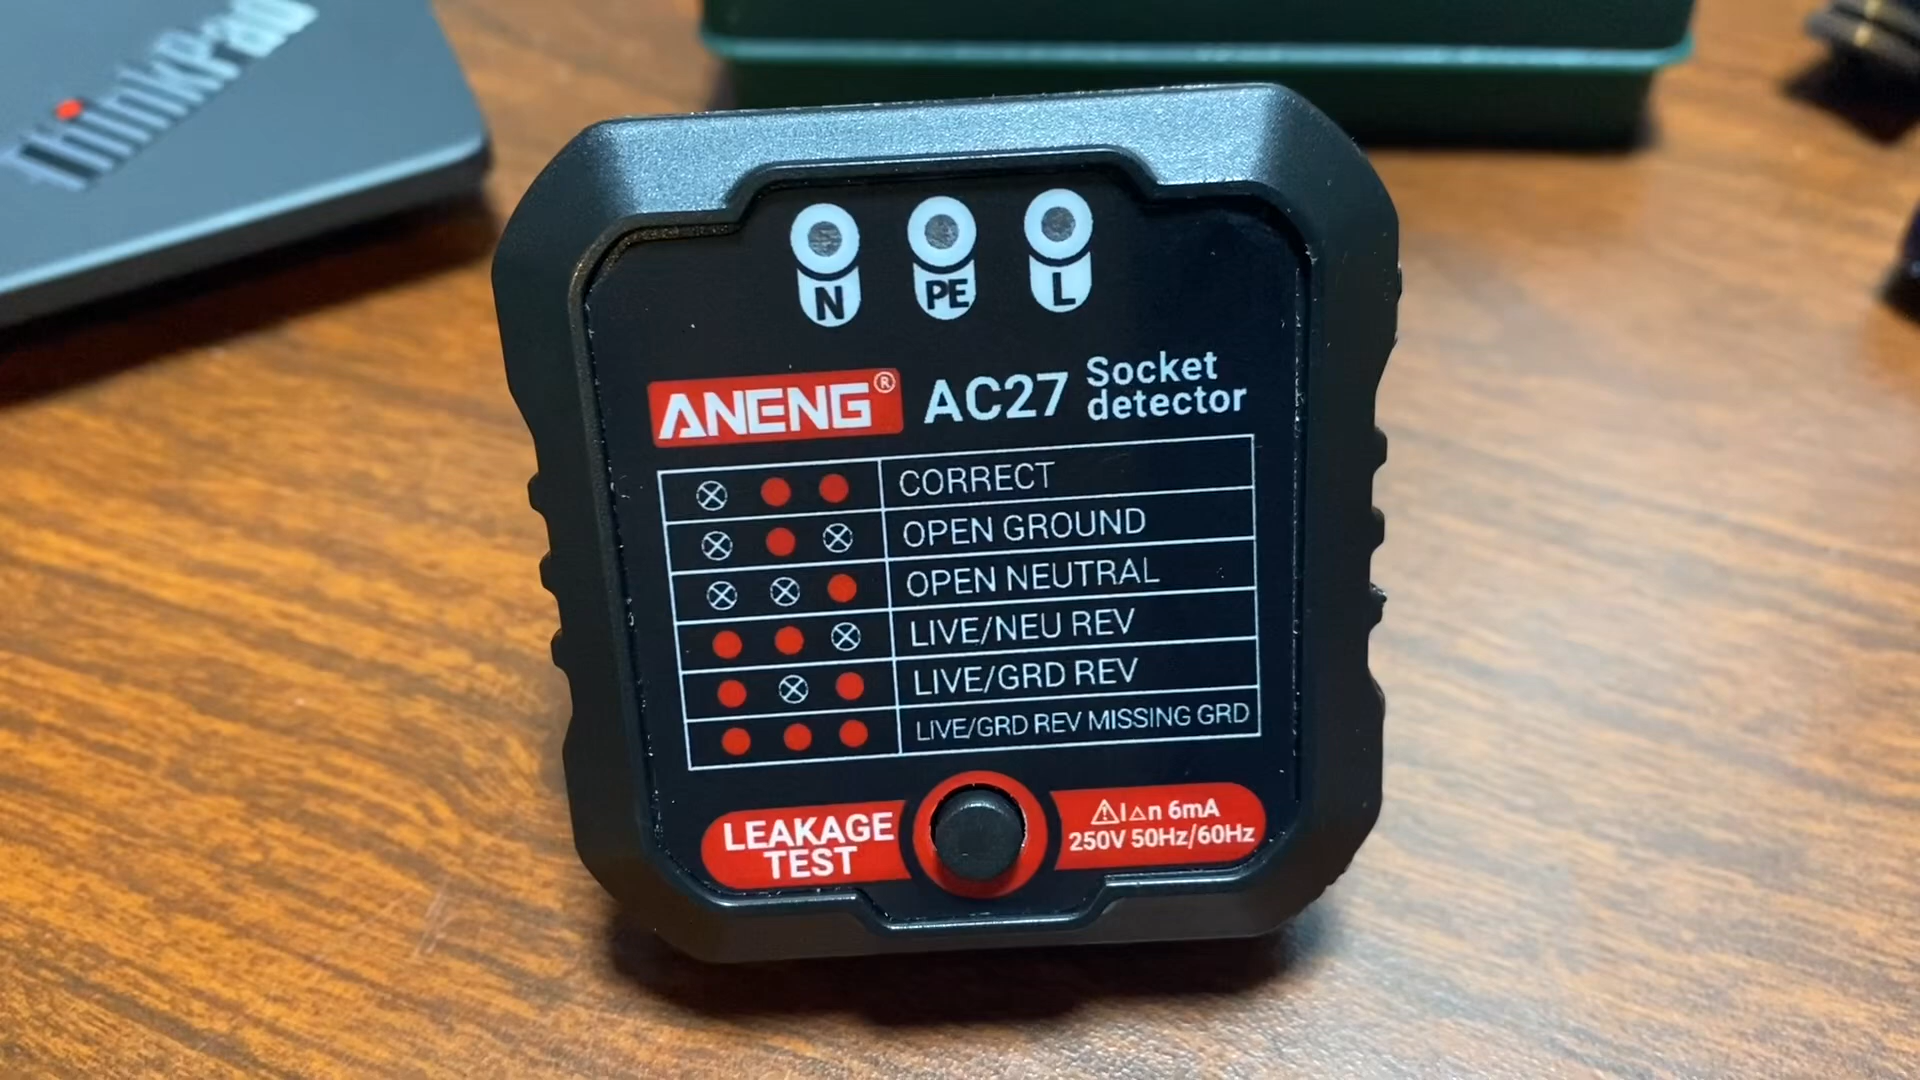 ThinkPad
N PE L
ANENG® AC27 Socket detector
CORRECT
OPEN GROUND
OPEN NEUTRAL
LIVE/NEU REV
LIVE/GRD REV
LIVE/GRD REV MISSING GRD
LEAKAGE
TEST
⚠I△n 6mA
250V 50Hz/60Hz